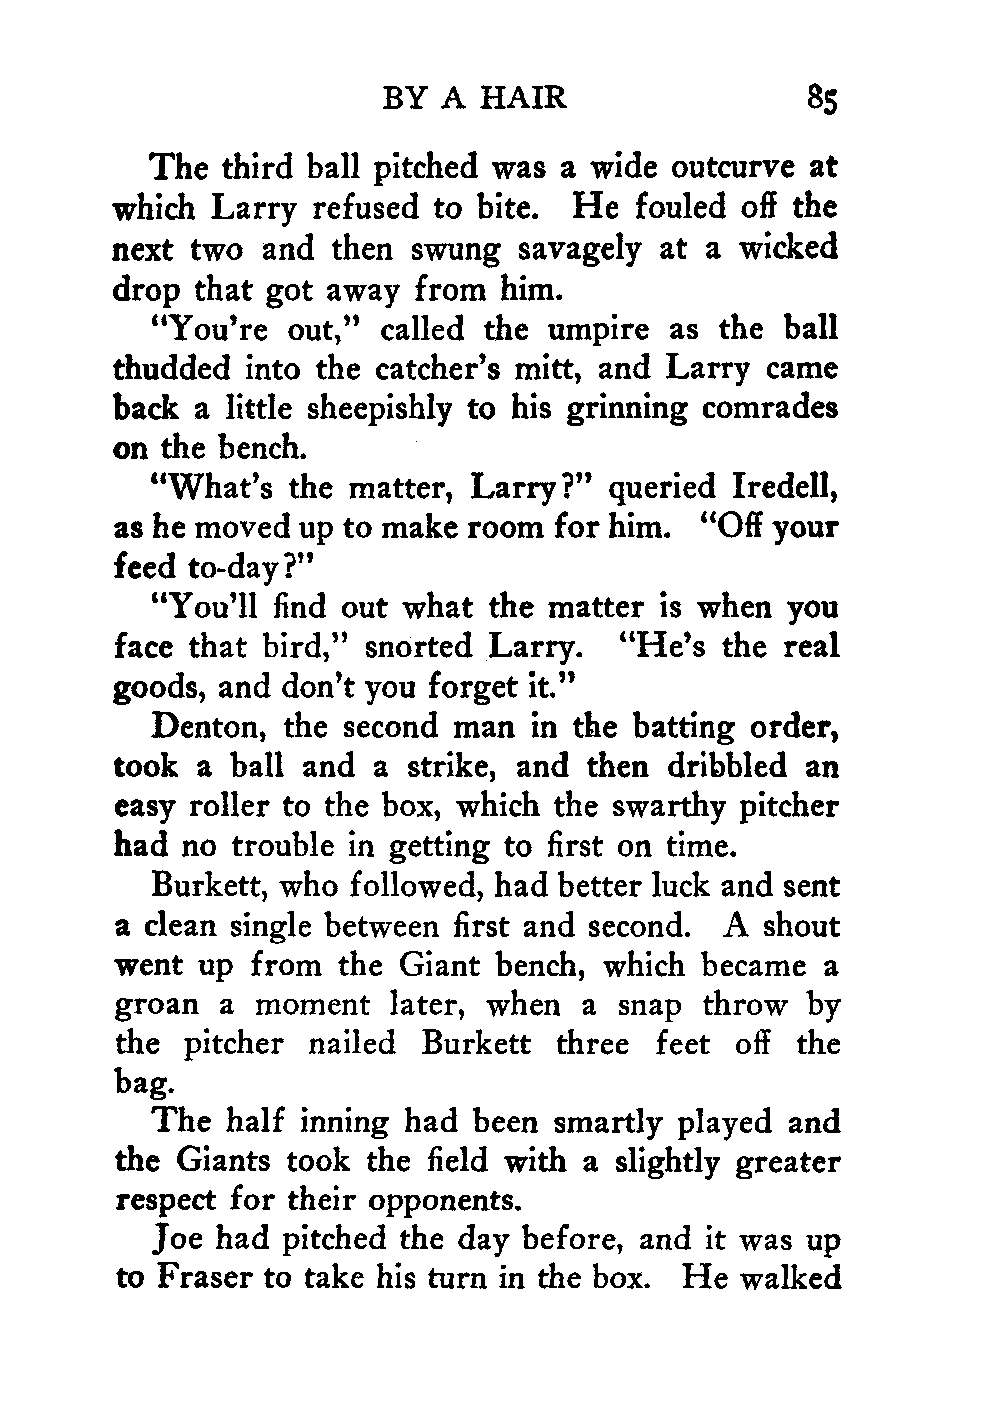 BY A HAIR 85
The third ball pitched was a wide outcurve at
which Larry refused to bite. He fouled off the
next two and then swung savagely at a wicked
drop that got away from him.
"You're out," called the umpire as the ball
thudded into the catcher's mitt, and Larry came
back a little sheepishly to his grinning comrades
on the bench.
"What's the matter, Larry?" queried Iredell,
as he moved up to make room for him. "Off your
feed to-day?"
"You'll find out what the matter is when you
face that bird," snorted Larry. "He's the real
goods, and don't you forget it."
Denton, the second man in the batting order,
took a ball and a strike, and then dribbled an
easy roller to the box, which the swarthy pitcher
had no trouble in getting to first on time.
Burkett, who followed, had better luck and sent
a clean single between first and second. A shout
went up from the Giant bench, which became a
groan a moment later, when a snap throw by
the pitcher nailed Burkett three feet off the
bag.
The half inning had been smartly played and
the Giants took the field with a slightly greater
respect for their opponents.
Joe had pitched the day before, and it was up
to Fraser to take his turn in the box. He walked